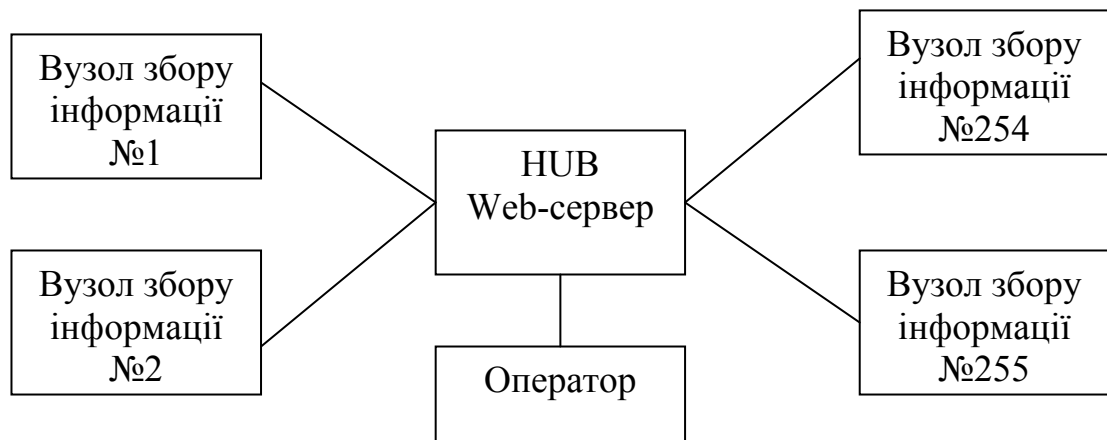 Вузол збору
інформації
№1
Вузол збору
інформації
№2
HUB
Web-сервер
Оператор
Вузол збору
інформації
№254
Вузол збору
інформації
№255